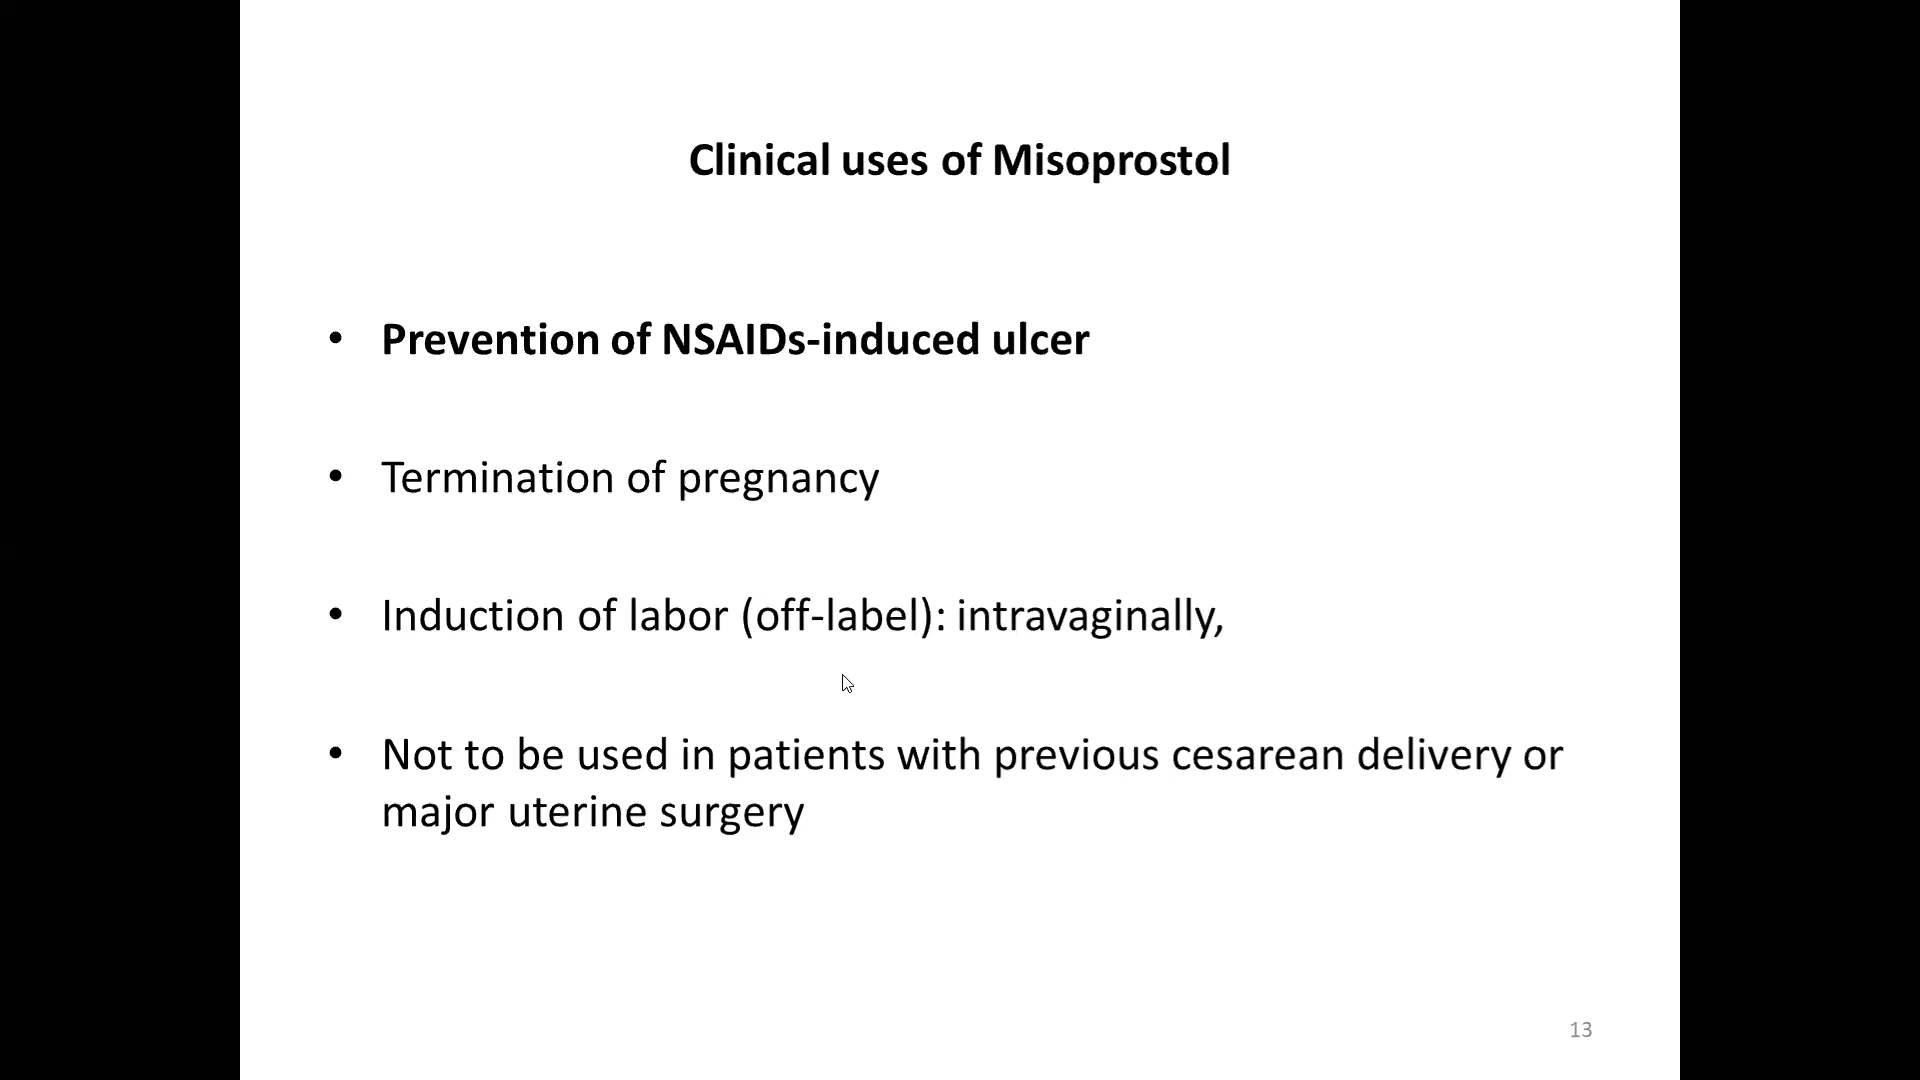 Clinical uses of Misoprostol
• Prevention of NSAIDs-induced ulcer
• Termination of pregnancy
• Induction of labor (off-label): intravaginally,
• Not to be used in patients with previous cesarean delivery or
major uterine surgery
13